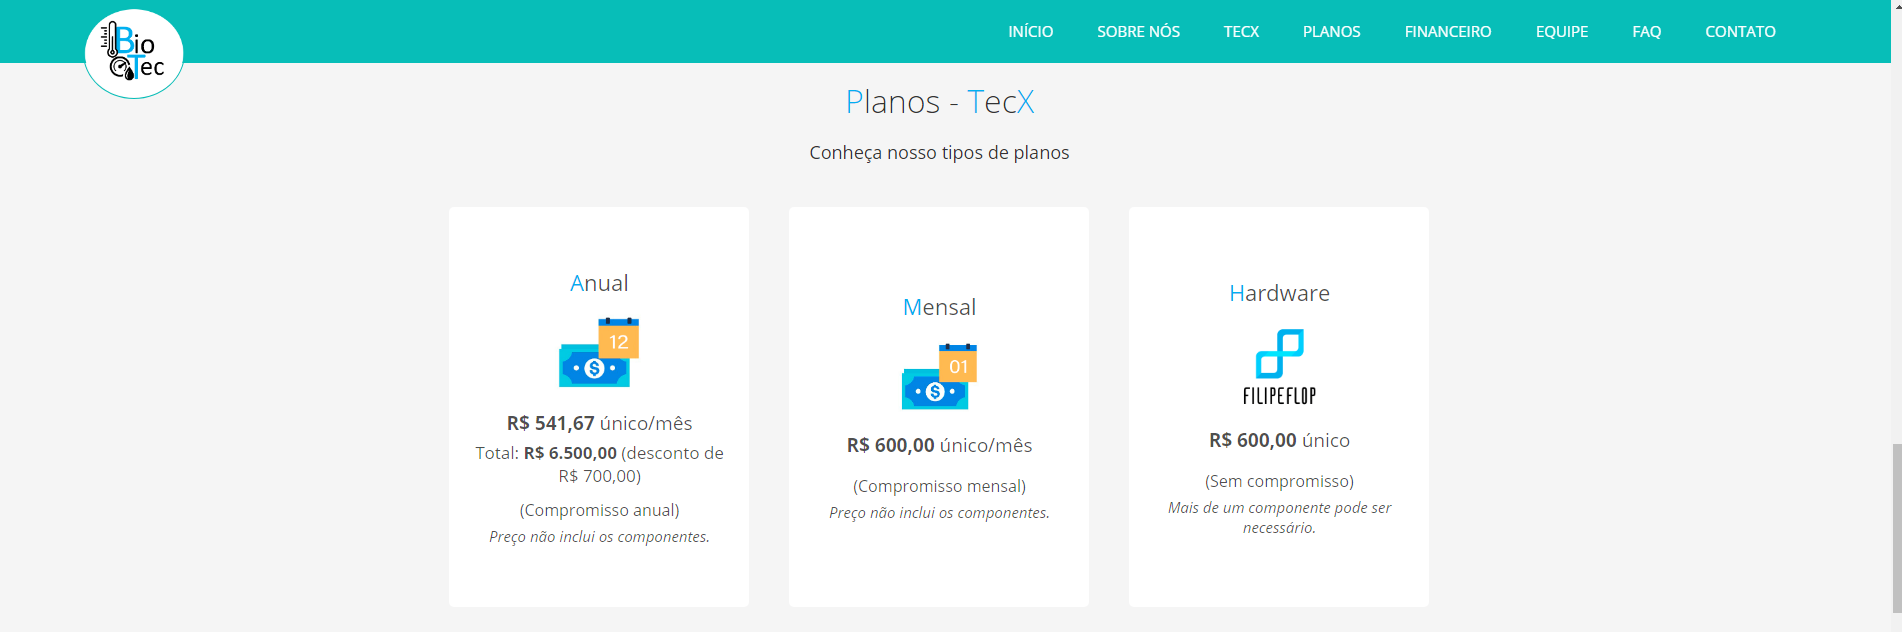 Bio
Tec
INÍCIO SOBRE NÓS TECX PLANOS FINANCEIRO EQUIPE FAQ CONTATO
Planos - TecX
Conheça nosso tipos de planos
Anual
12
R$ 541,67 único/mês
Total: R$ 6.500,00 (desconto de
R$ 700,00)
(Compromisso anual)
Preço não inclui os componentes.
Mensal
01
R$ 600,00 único/mês
(Compromisso mensal)
Preço não inclui os componentes.
Hardware
FILIPEFLOP
R$ 600,00 único
(Sem compromisso)
Mais de um componente pode ser
necessário.